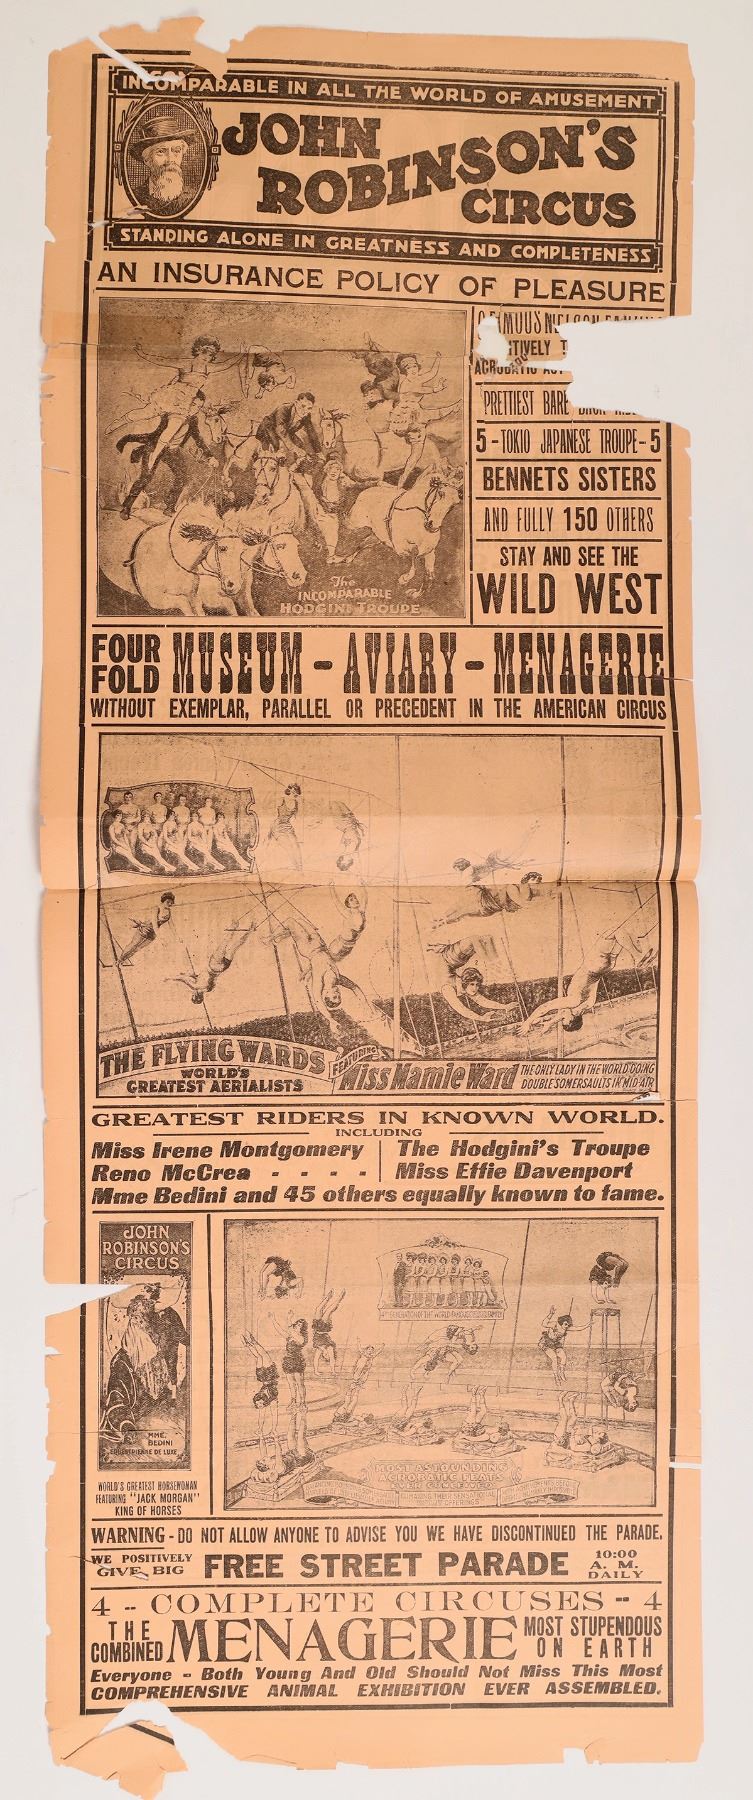 INCOMPARABLE IN ALL THE WORLD OF AMUSEMENT
JOHN
ROBINSON'S
CIRCUS
STANDING ALONE IN GREATNESS AND COMPLETENESS
AN INSURANCE POLICY OF PLEASURE
The
INCOMPARABLE
HODGINI TROUPE
PRETTIEST BARE
5-TOKIO JAPANESE TROUPE-5
BENNETS SISTERS
AND FULLY 150 OTHERS
STAY AND SEE THE
WILD WEST
FOUR
FOLD
MUSEUM - AVIARY - MENAGERIE
WITHOUT EXEMPLAR, PARALLEL OR PRECEDENT IN THE AMERICAN CIRCUS
THE FLYING WARDS
WORLD'S
GREATEST AERIALISTS
FEATURING
Miss Mamie Ward
THE ONLY LADY IN THE WORLD DOING
DOUBLE SOMERSAULTS IN MID-AIR
GREATEST RIDERS IN KNOWN WORLD.
INCLUDING
Miss Irene Montgomery
Reno McCrea - - - -
The Hodgini's Troupe
Miss Effie Davenport
Mme Bedini and 45 others equally known to fame.
JOHN
ROBINSON'S
CIRCUS
MME.
BEDINI
WORLD'S GREATEST HORSEWOMAN
FEATURING "JACK MORGAN"
KING OF HORSES
GENERATION OF THE WORLD FAMOUS FAMILY
MOST ASTOUNDING
ACROBATIC FEATS
EVER CONCEIVED
WARNING - DO NOT ALLOW ANYONE TO ADVISE YOU WE HAVE DISCONTINUED THE PARADE.
WE POSITIVELY
GIVE BIG
FREE STREET PARADE
10:00
A. M.
DAILY
4 -- COMPLETE CIRCUSES -- 4
THE
COMBINED
MENAGERIE
MOST STUPENDOUS
ON EARTH
Everyone - Both Young And Old Should Not Miss This Most
COMPREHENSIVE ANIMAL EXHIBITION EVER ASSEMBLED.